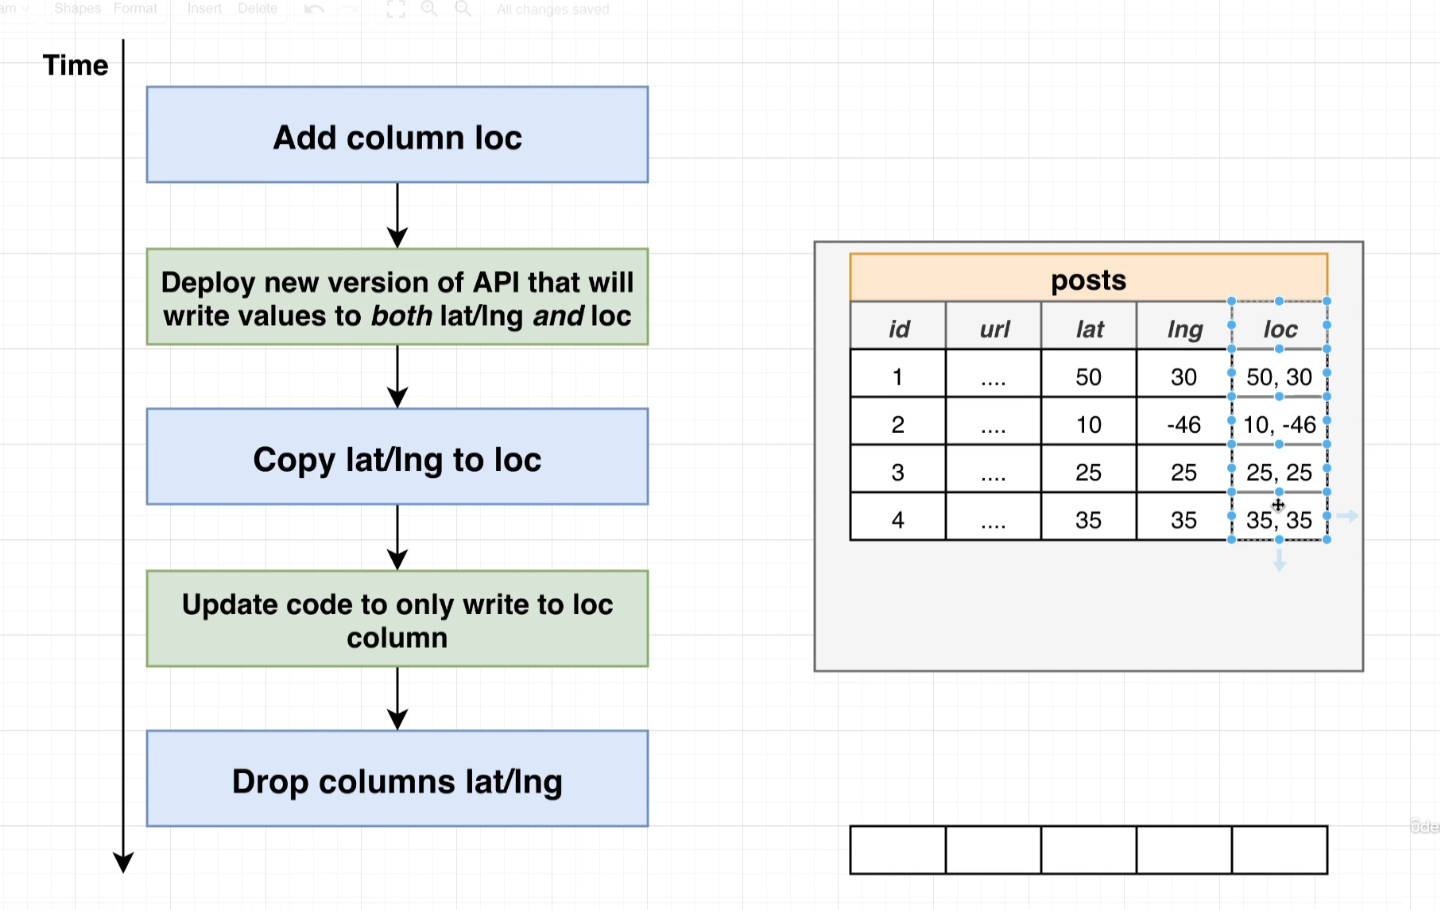 Shapes Format Insert Delete All changes saved
Time
Add column loc
Deploy new version of API that will
write values to both lat/lng and loc
Copy lat/lng to loc
Update code to only write to loc
column
Drop columns lat/lng
posts
id url lat lng loc
1 .... 50 30 50, 30
2 .... 10 -46 10, -46
3 .... 25 25 25, 25
4 .... 35 35 35, 35